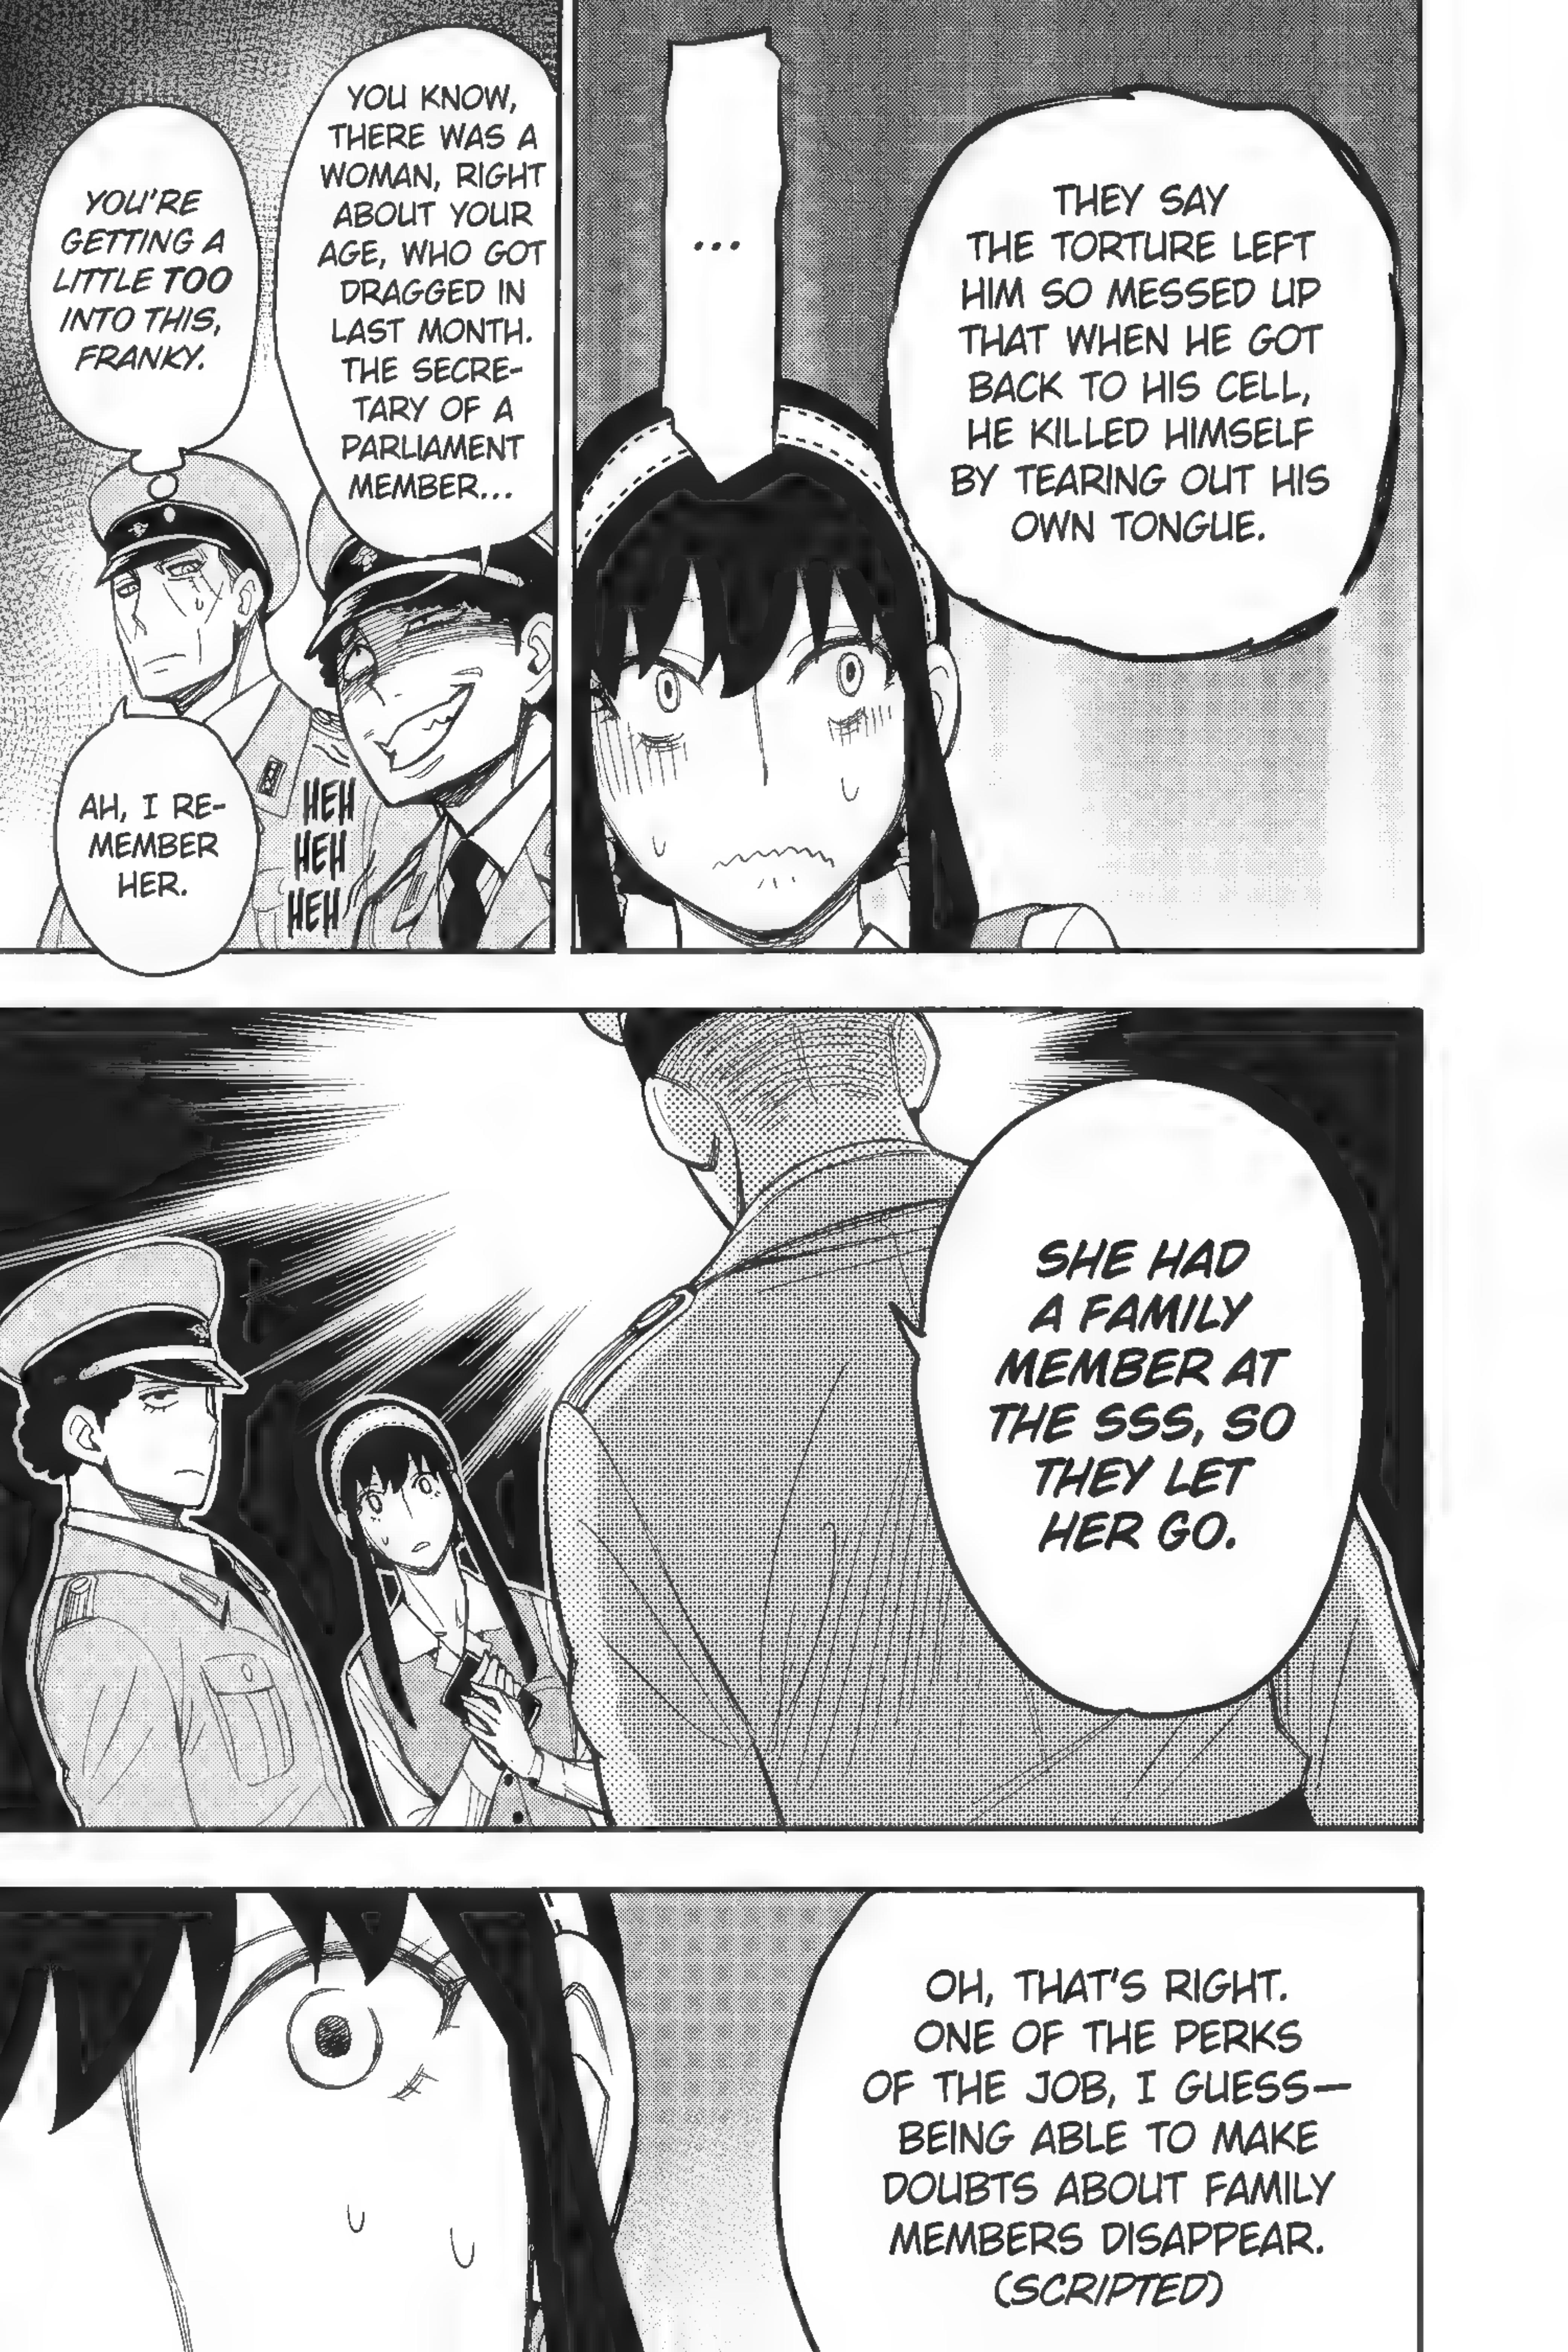 THEY SAY
THE TORTURE LEFT
HIM SO MESSED UP
THAT WHEN HE GOT
BACK TO HIS CELL,
HE KILLED HIMSELF
BY TEARING OUT HIS
OWN TONGUE.
...
YOU KNOW,
THERE WAS A
WOMAN, RIGHT
ABOUT YOUR
AGE, WHO GOT
DRAGGED IN
LAST MONTH.
THE SECRE-
TARY OF A
PARLIAMENT
MEMBER...
HEH
HEH
HEH
YOU'RE
GETTING A
LITTLE TOO
INTO THIS,
FRANKY.
AH, I RE-
MEMBER
HER.
SHE HAD
A FAMILY
MEMBER AT
THE SSS, SO
THEY LET
HER GO.
OH, THAT'S RIGHT.
ONE OF THE PERKS
OF THE JOB, I GUESS—
BEING ABLE TO MAKE
DOUBTS ABOUT FAMILY
MEMBERS DISAPPEAR.
(SCRIPTED)